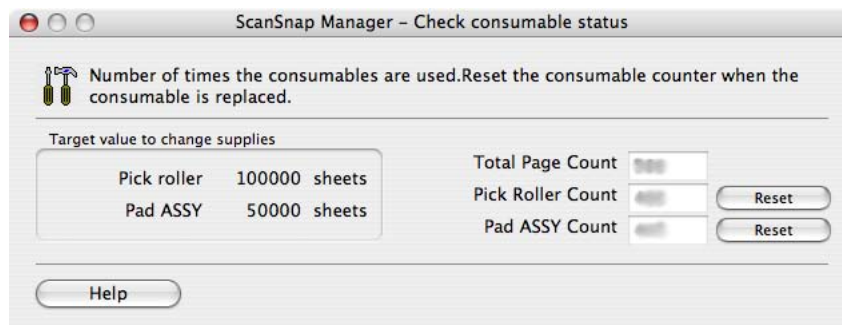 ScanSnap Manager – Check consumable status
Number of times the consumables are used.Reset the consumable counter when the
consumable is replaced.
Target value to change supplies
Pick roller 100000 sheets
Pad ASSY 50000 sheets
Total Page Count
Pick Roller Count Reset
Pad ASSY Count Reset
Help